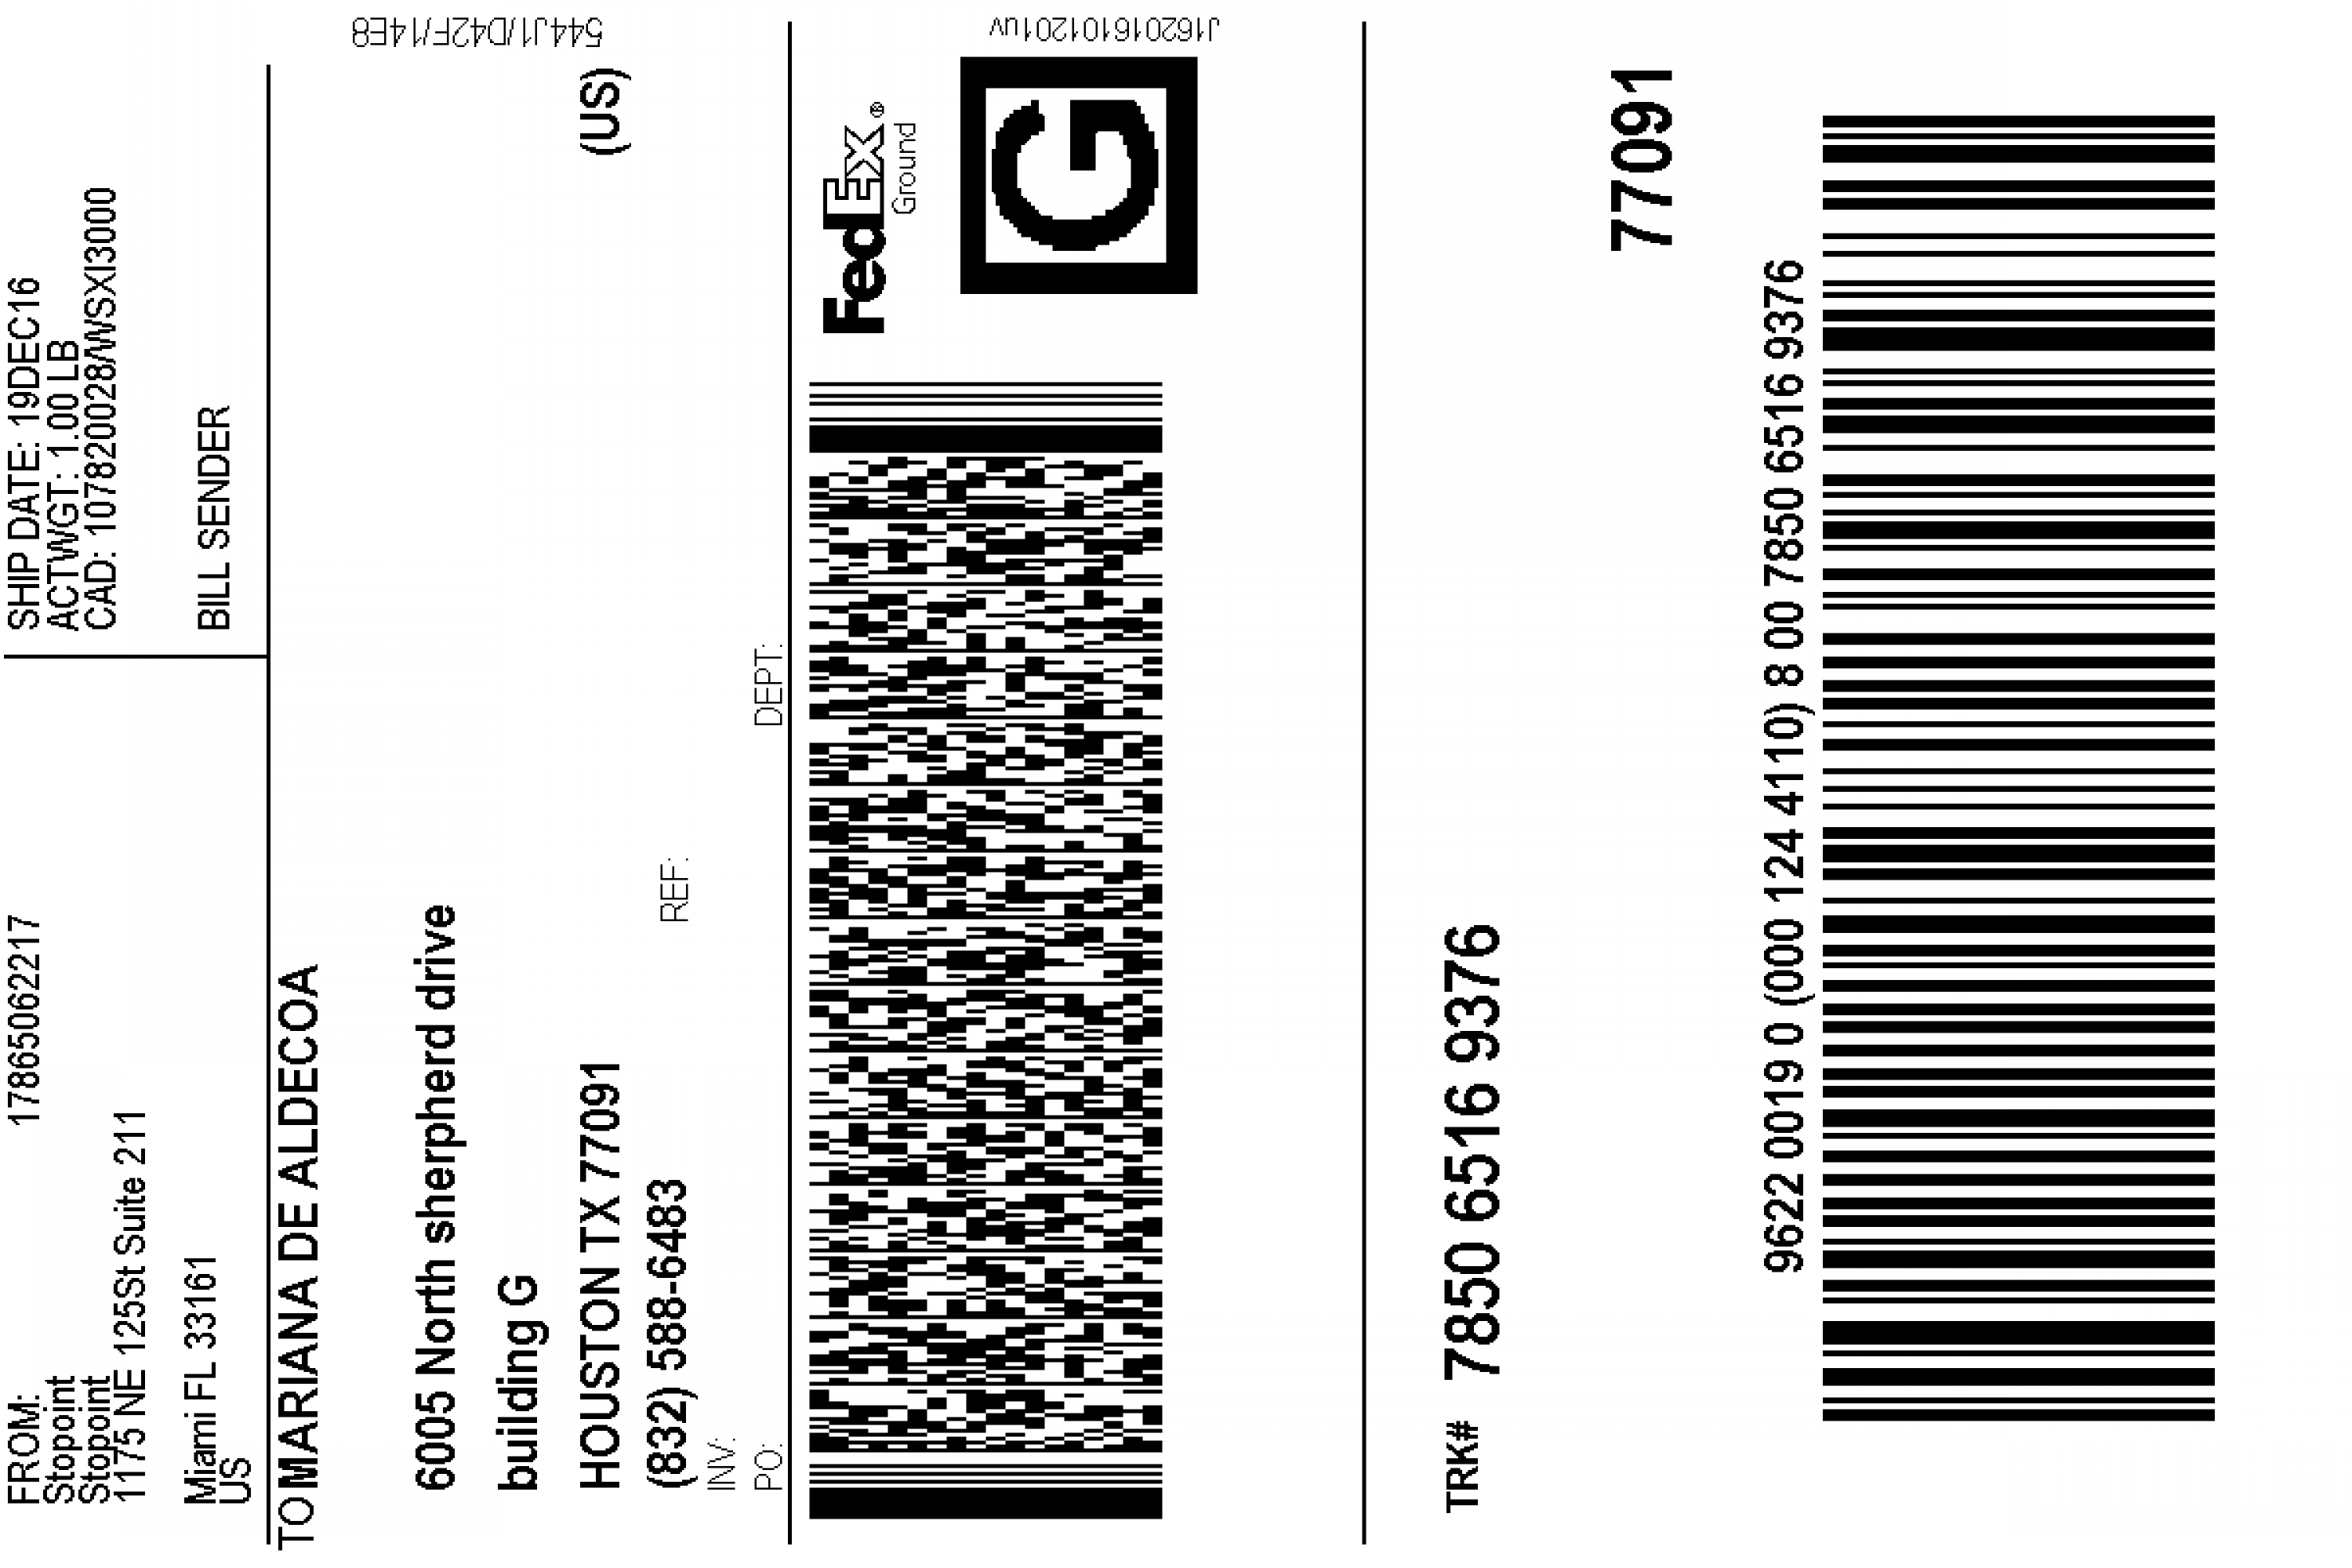 FROM: 17865062217
Stopoint
Stopoint
1175 NE 125St Suite 211
Miami FL 33161
US
SHIP DATE: 19DEC16
ACTWGT: 1.00 LB
CAD: 107820028/WSXI3000
BILL SENDER
TO MARIANA DE ALDECOA
6005 North sherpherd drive
building G
HOUSTON TX 77091
(US)
(832) 588-6483
REF:
INV:
PO:
DEPT:
544J1/D42F/14E8
FedEx®
Ground
G
J162016101201uv
TRK# 7850 6516 9376
77091
9622 0019 0 (000 124 4110) 8 00 7850 6516 9376